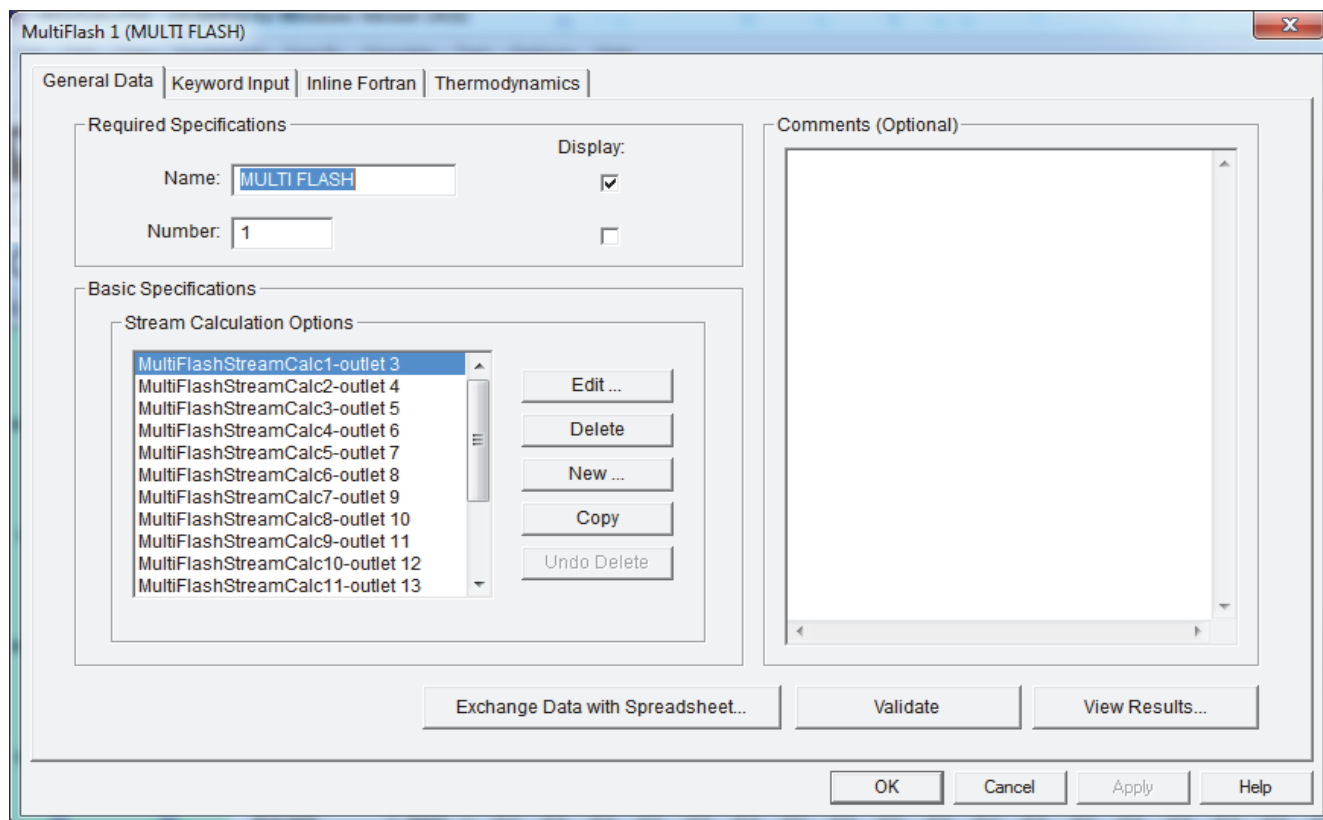 MultiFlash 1 (MULTI FLASH)
General Data Keyword Input Inline Fortran Thermodynamics
Required Specifications
Display:
Name: MULTI FLASH
Number: 1
Basic Specifications
Stream Calculation Options
MultiFlashStreamCalc1-outlet 3
MultiFlashStreamCalc2-outlet 4
MultiFlashStreamCalc3-outlet 5
MultiFlashStreamCalc4-outlet 6
MultiFlashStreamCalc5-outlet 7
MultiFlashStreamCalc6-outlet 8
MultiFlashStreamCalc7-outlet 9
MultiFlashStreamCalc8-outlet 10
MultiFlashStreamCalc9-outlet 11
MultiFlashStreamCalc10-outlet 12
MultiFlashStreamCalc11-outlet 13
Edit ...
Delete
New ...
Copy
Undo Delete
Comments (Optional)
Exchange Data with Spreadsheet... Validate View Results...
OK Cancel Apply Help